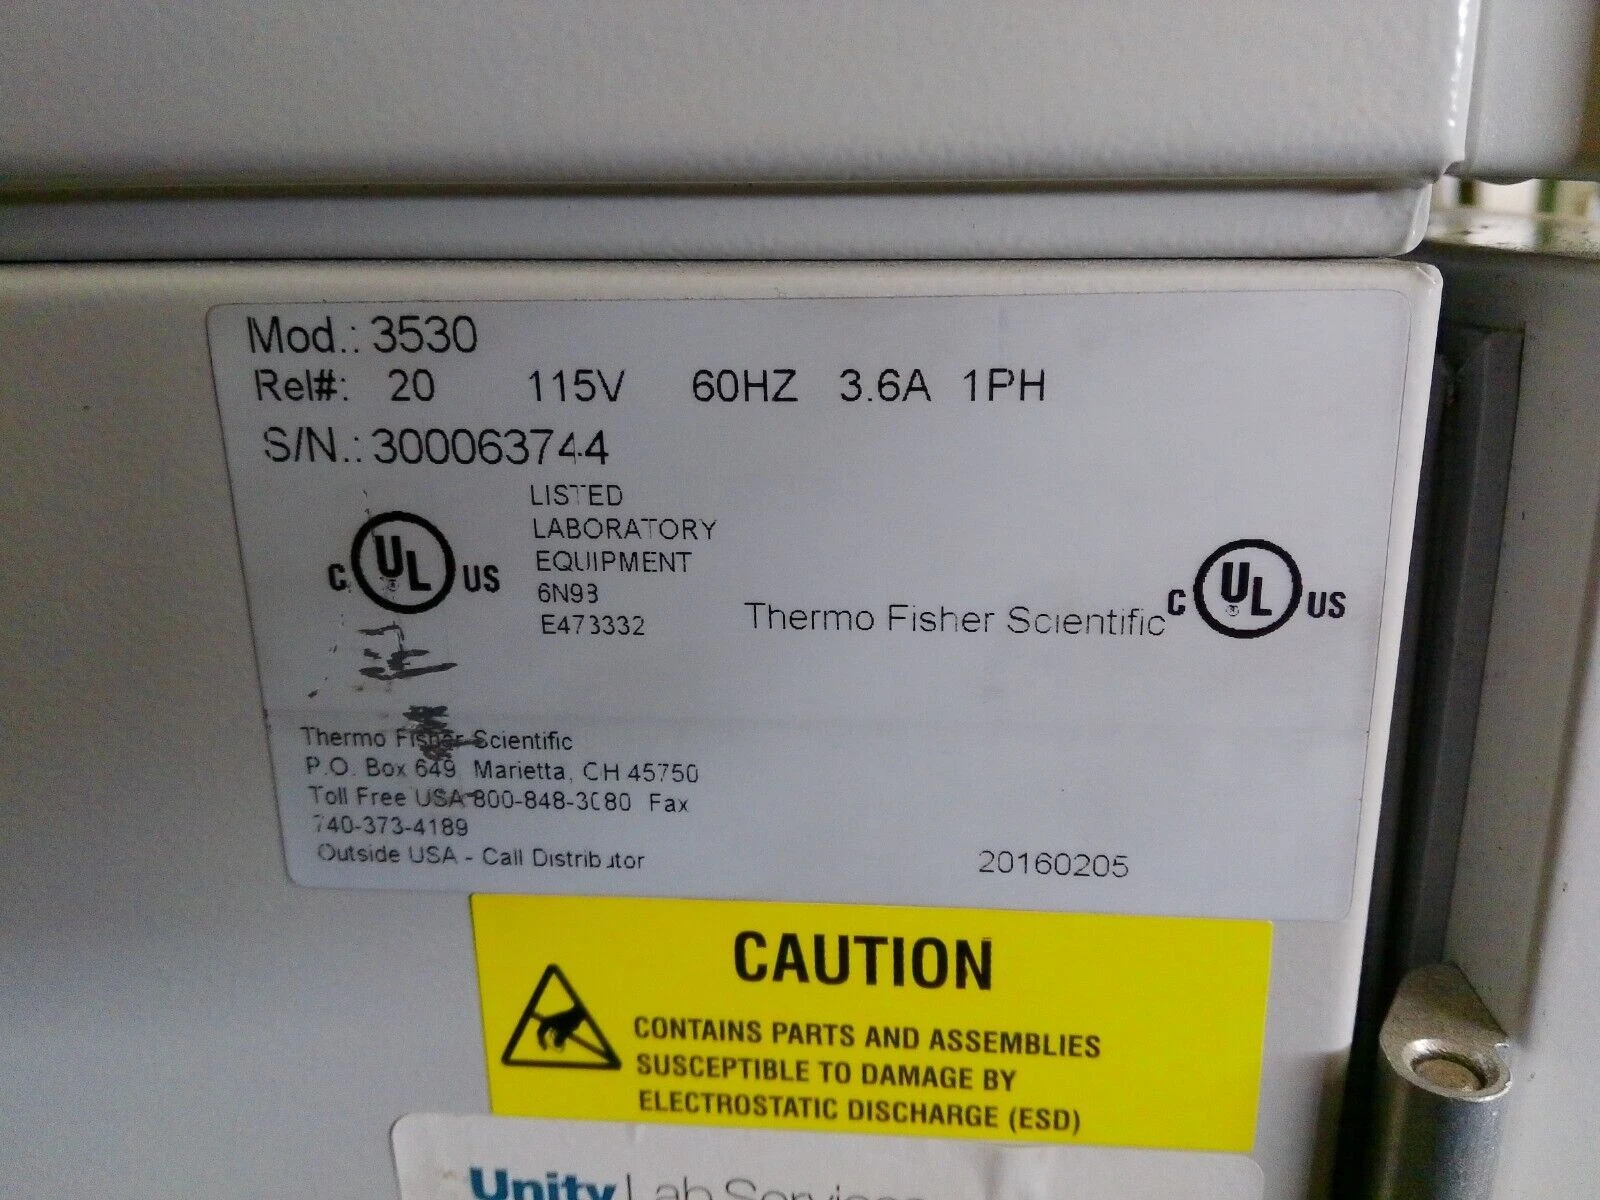 Mod.: 3530
Rel#: 20 115V 60HZ 3.6A 1PH
S/N.: 300063744
C UL US
LISTED
LABORATORY
EQUIPMENT
6N93
E473332
Thermo Fisher Scientific
C UL US
Thermo Fisher Scientific
P.O. Box 649 Marietta, OH 45750
Toll Free USA-800-848-3080 Fax
740-373-4189
Outside USA - Call Distributor
20160205
CAUTION
CONTAINS PARTS AND ASSEMBLIES
SUSCEPTIBLE TO DAMAGE BY
ELECTROSTATIC DISCHARGE (ESD)
Unity Lab Services